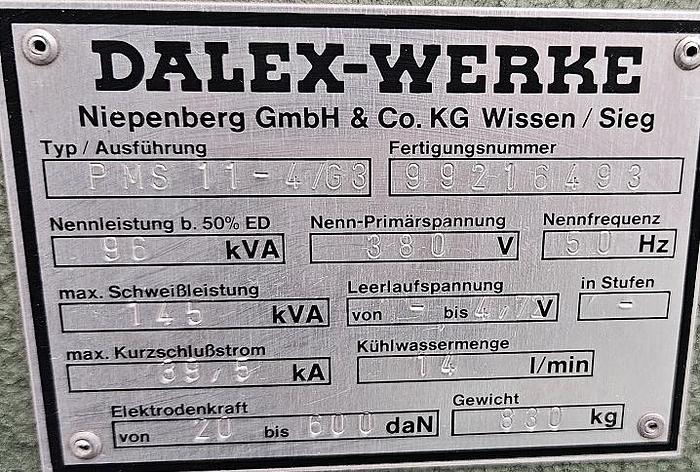 DALEX-WERKE
Niepenberg GmbH & Co. KG Wissen / Sieg
Typ / Ausführung Fertigungsnummer
PMS 11-4/G3 99216493
Nennleistung b. 50% ED Nenn-Primärspannung Nennfrequenz
96 kVA 380 V 50 Hz
max. Schweißleistung Leerlaufspannung in Stufen
145 kVA von - bis V -
max. Kurzschlußstrom Kühlwassermenge
39,5 kA 14 l/min
Elektrodenkraft Gewicht
von 20 bis 600 daN 830 kg